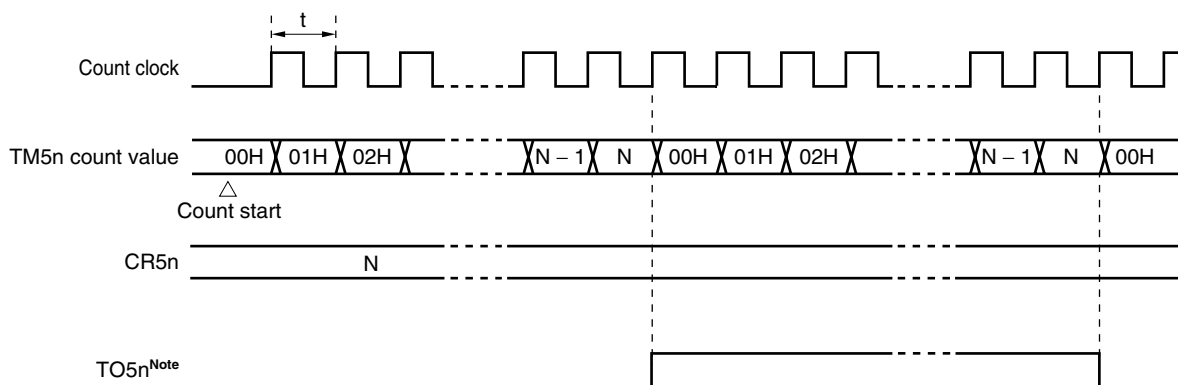 t
Count clock
TM5n count value 00H 01H 02H N – 1 N 00H 01H 02H N – 1 N 00H
Count start
CR5n N
TO5nNote